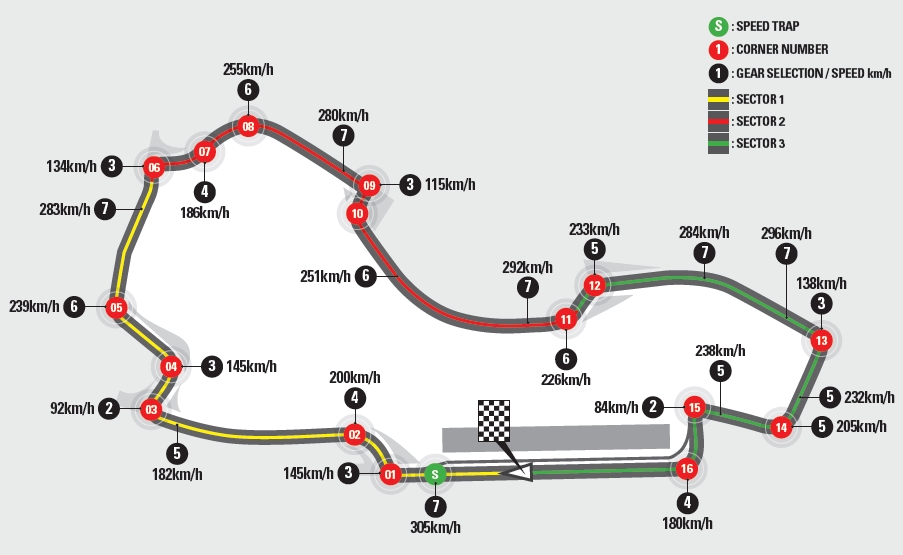 S : SPEED TRAP
1 : CORNER NUMBER
1 : GEAR SELECTION / SPEED km/h
: SECTOR 1
: SECTOR 2
: SECTOR 3
255km/h
6
08
280km/h
7
134km/h 3 06
07
4
186km/h
09 3 115km/h
10
283km/h 7
233km/h
5
12
284km/h
7
296km/h
7
251km/h 6
292km/h
7
138km/h
3
13
239km/h 6 05
11
6
226km/h
04 3 145km/h
238km/h
5
200km/h
4
02
92km/h 2 03
84km/h 2 15
5 232km/h
14 5 205km/h
5
182km/h
145km/h 3 01
S
7
305km/h
16
4
180km/h